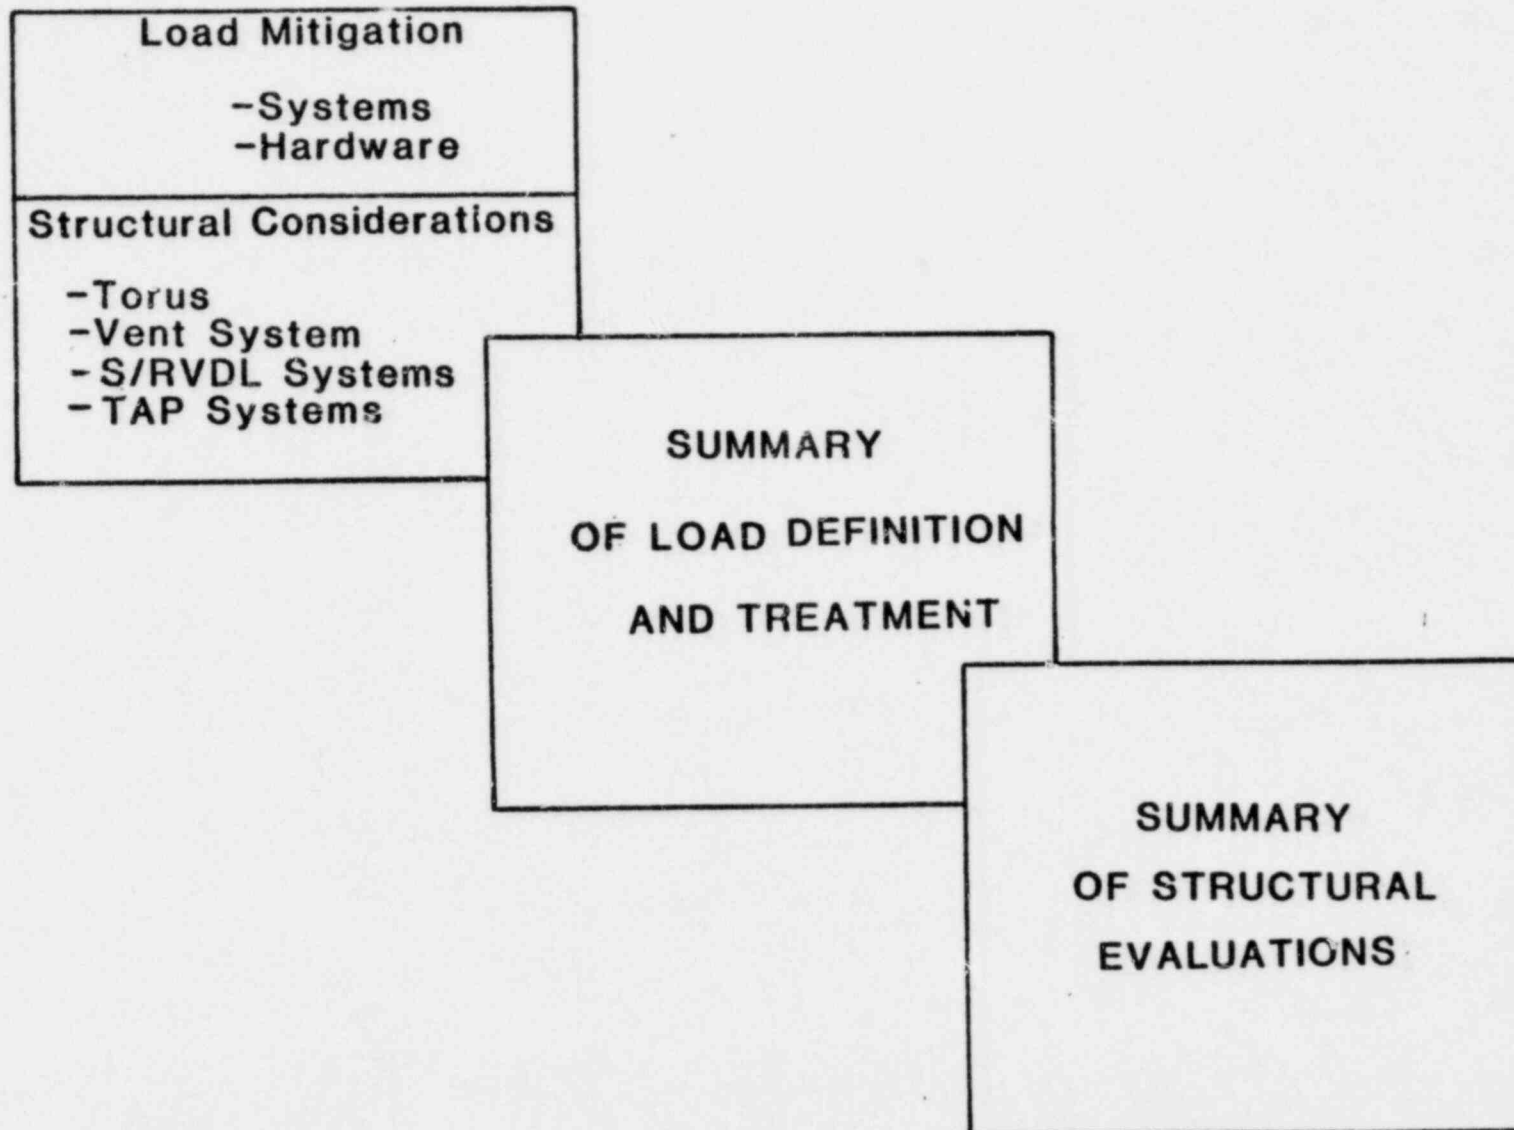 Load Mitigation
-Systems
-Hardware
Structural Considerations
-Torus
-Vent System
-S/RVDL Systems
-TAP Systems
SUMMARY
OF LOAD DEFINITION
AND TREATMENT
SUMMARY
OF STRUCTURAL
EVALUATIONS